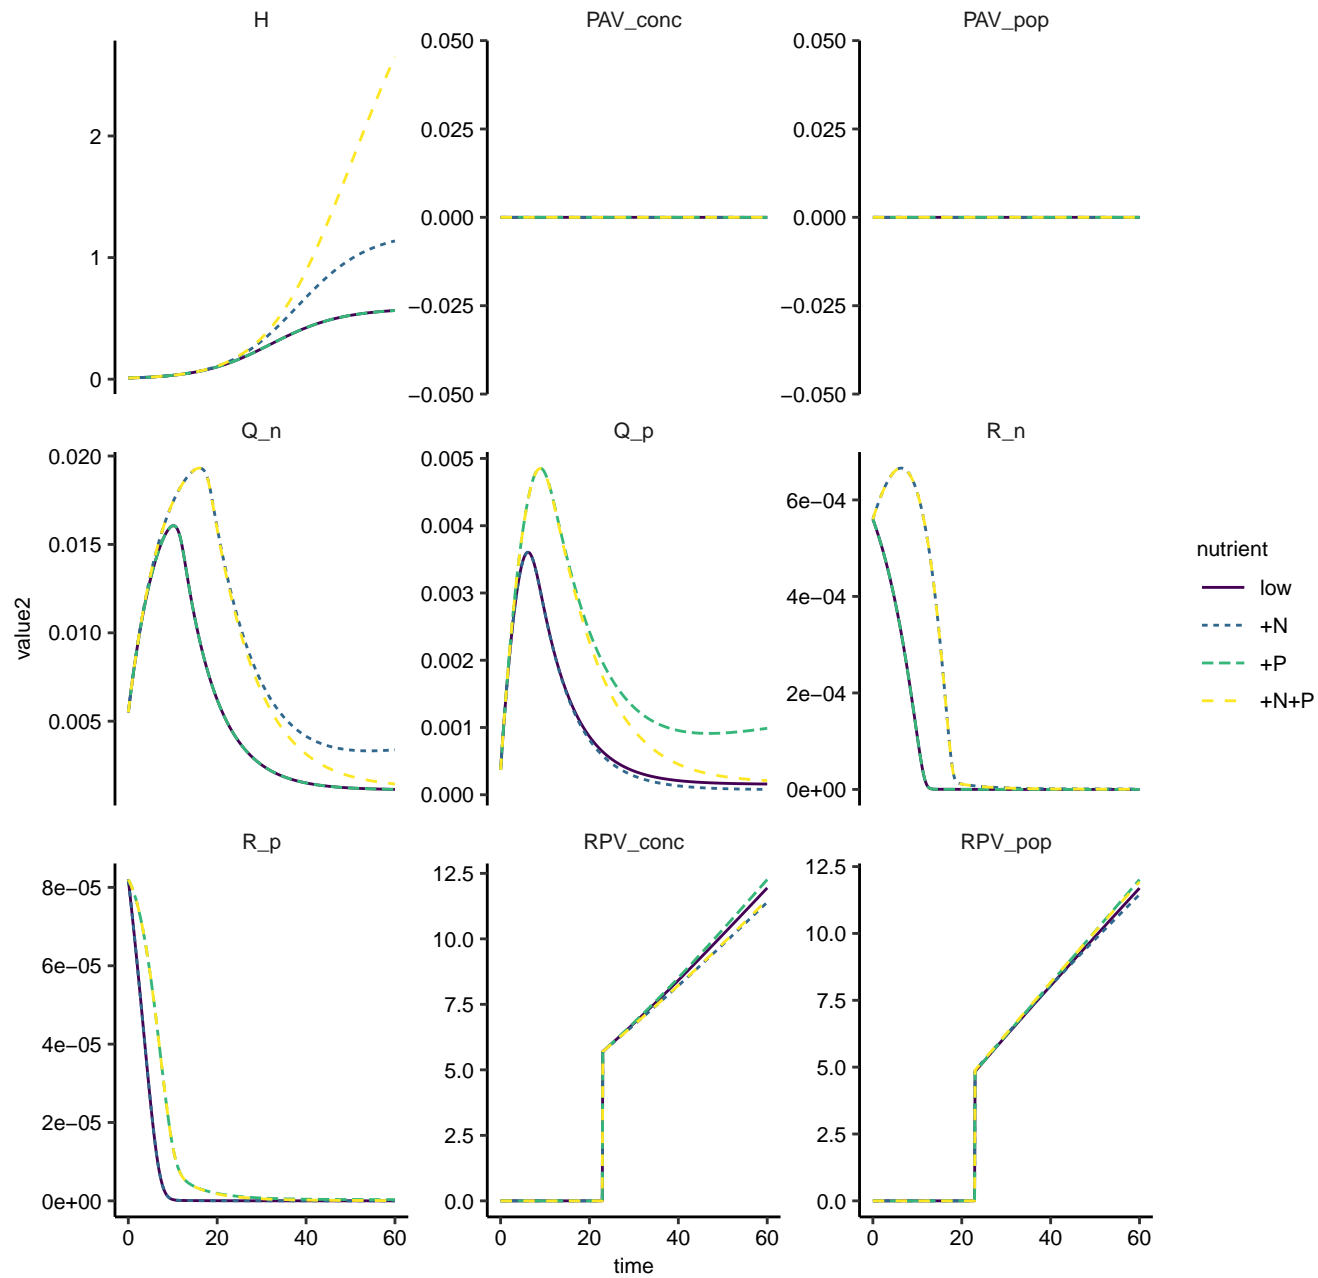 H
PAV_conc
PAV_pop
2
1
0
0.050
0.025
0.000
−0.025
−0.050
0.050
0.025
0.000
−0.025
−0.050
Q_n
Q_p
R_n
0.020
0.015
0.010
0.005
0.005
0.004
0.003
0.002
0.001
0.000
6e−04
4e−04
2e−04
0e+00
R_p
RPV_conc
RPV_pop
8e−05
6e−05
4e−05
2e−05
0e+00
12.5
10.0
7.5
5.0
2.5
0.0
12.5
10.0
7.5
5.0
2.5
0.0
0 20 40 60
0 20 40 60
0 20 40 60
time
value2
nutrient
low
+N
+P
+N+P